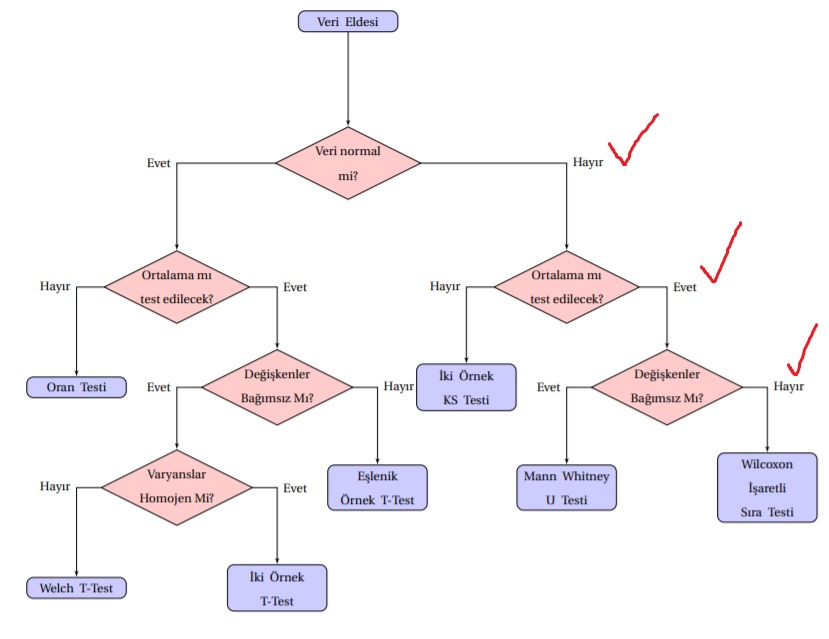 Veri Eldesi
Veri normal
mi?
Evet
Hayır
Ortalama mı
test edilecek?
Hayır
Evet
Ortalama mı
test edilecek?
Hayır
Evet
Oran Testi
Değişkenler
Bağımsız Mı?
Evet
Hayır
İki Örnek
KS Testi
Değişkenler
Bağımsız Mı?
Evet
Hayır
Varyanslar
Homojen Mi?
Hayır
Evet
Eşlenik
Örnek T-Test
Mann Whitney
U Testi
Wilcoxon
İşaretli
Sıra Testi
Welch T-Test
İki Örnek
T-Test